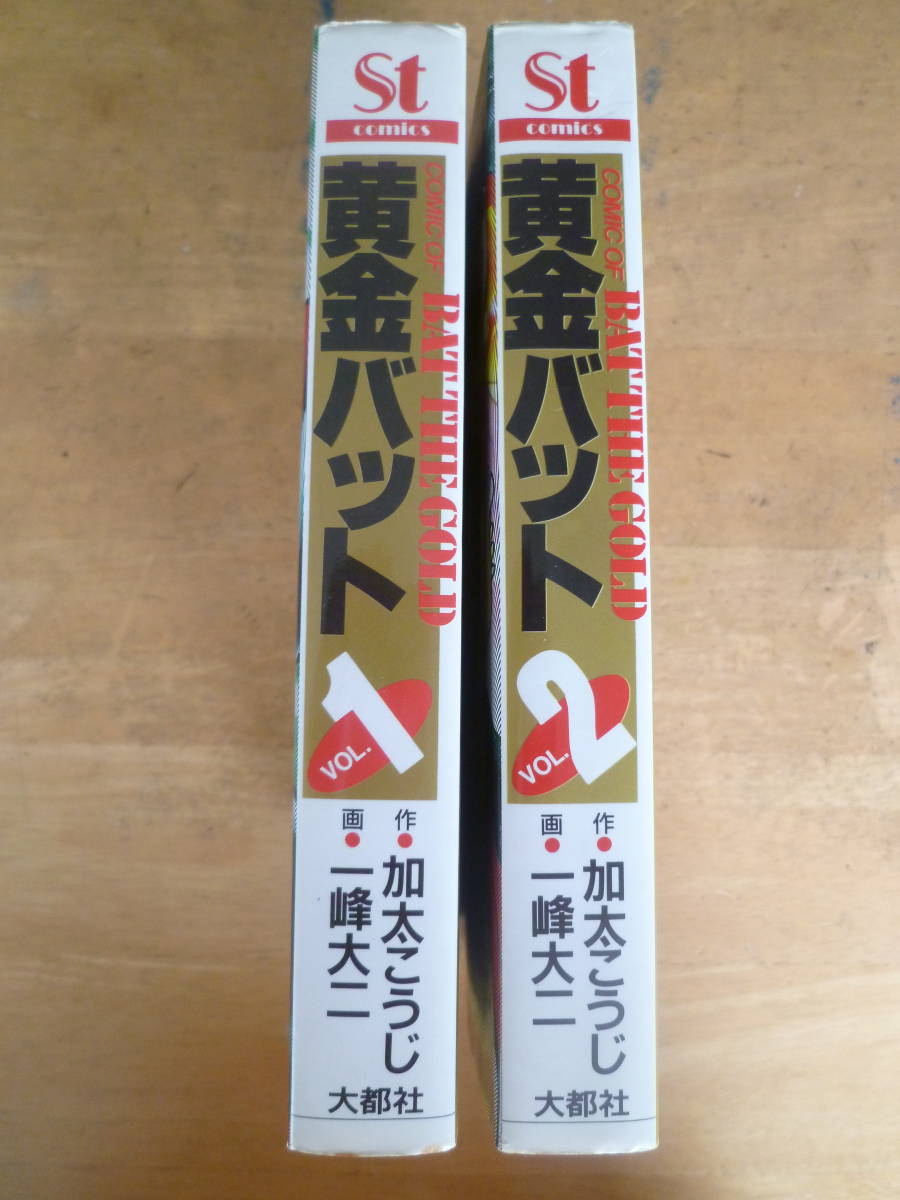 St
comics
COMIC OF BAT THE GOLD
黄金バット
VOL.1
作●加太こうじ
画●一峰大二
大都社
St
comics
COMIC OF BAT THE GOLD
黄金バット
VOL.2
作●加太こうじ
画●一峰大二
大都社